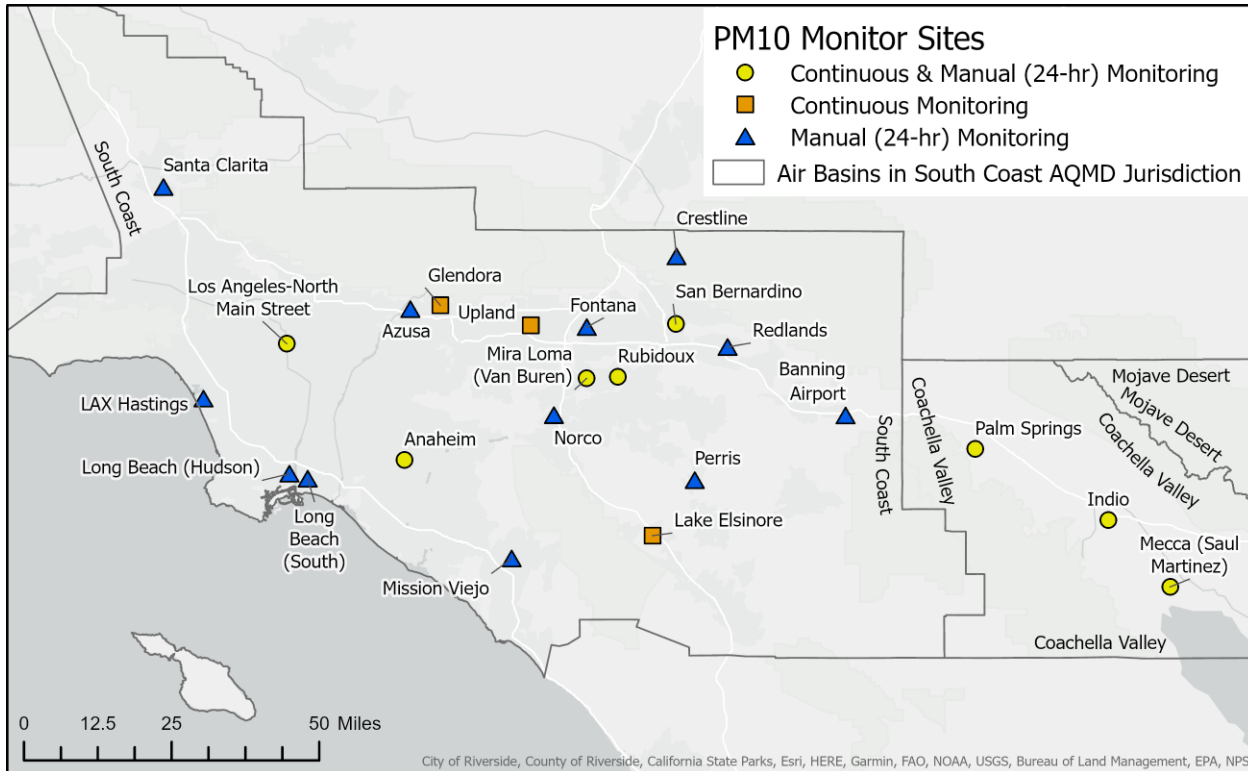 PM10 Monitor Sites
Continuous & Manual (24-hr) Monitoring
Continuous Monitoring
Manual (24-hr) Monitoring
Air Basins in South Coast AQMD Jurisdiction
South Coast
Santa Clarita
Crestline
Glendora
Los Angeles-North
Main Street
Upland
Fontana
San Bernardino
Azusa
Redlands
Mira Loma
(Van Buren)
Rubidoux
Banning
Airport
Mojave Desert
Mojave Desert
Coachella Valley
South Coast
Coachella Valley
LAX Hastings
Norco
Anaheim
Palm Springs
Long Beach (Hudson)
Perris
Indio
Long
Beach
(South)
Lake Elsinore
Mecca (Saul
Martinez)
Mission Viejo
Coachella Valley
0 12.5 25 50 Miles
City of Riverside, County of Riverside, California State Parks, Esri, HERE, Garmin, FAO, NOAA, USGS, Bureau of Land Management, EPA, NPS